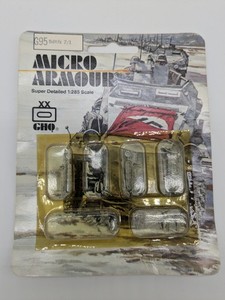 G95
MICRO
ARMOUR
Super Detailed 1:285 Scale
XX
GHQ